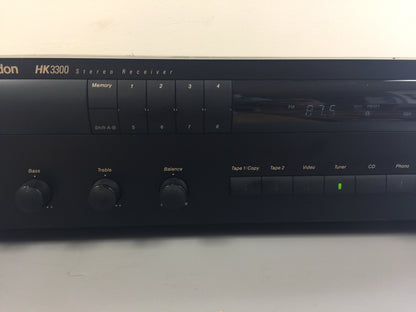 don HK3300 Stereo Receiver
Memory 1 2 3 4
Shift A-B 5 6 7 8
Bass Treble Balance
Tape 1/Copy Tape 2 Video Tuner CD Phono